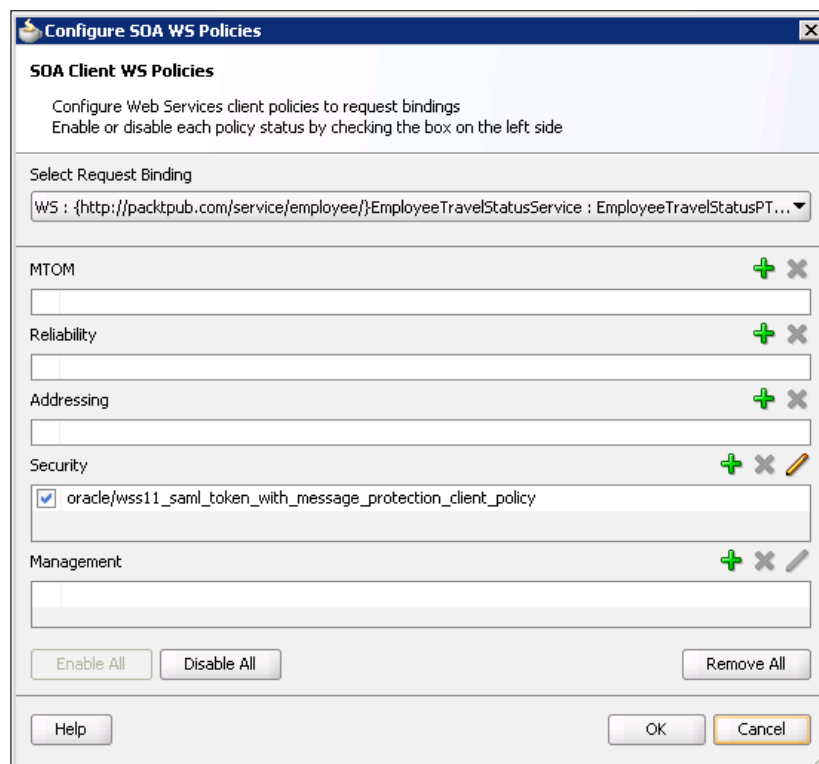 Configure SOA WS Policies
SOA Client WS Policies
Configure Web Services client policies to request bindings
Enable or disable each policy status by checking the box on the left side
Select Request Binding
WS : {http://packtpub.com/service/employee/}EmployeeTravelStatusService : EmployeeTravelStatusPT...
MTOM
Reliability
Addressing
Security
oracle/wss11_saml_token_with_message_protection_client_policy
Management
Enable All Disable All Remove All
Help OK Cancel